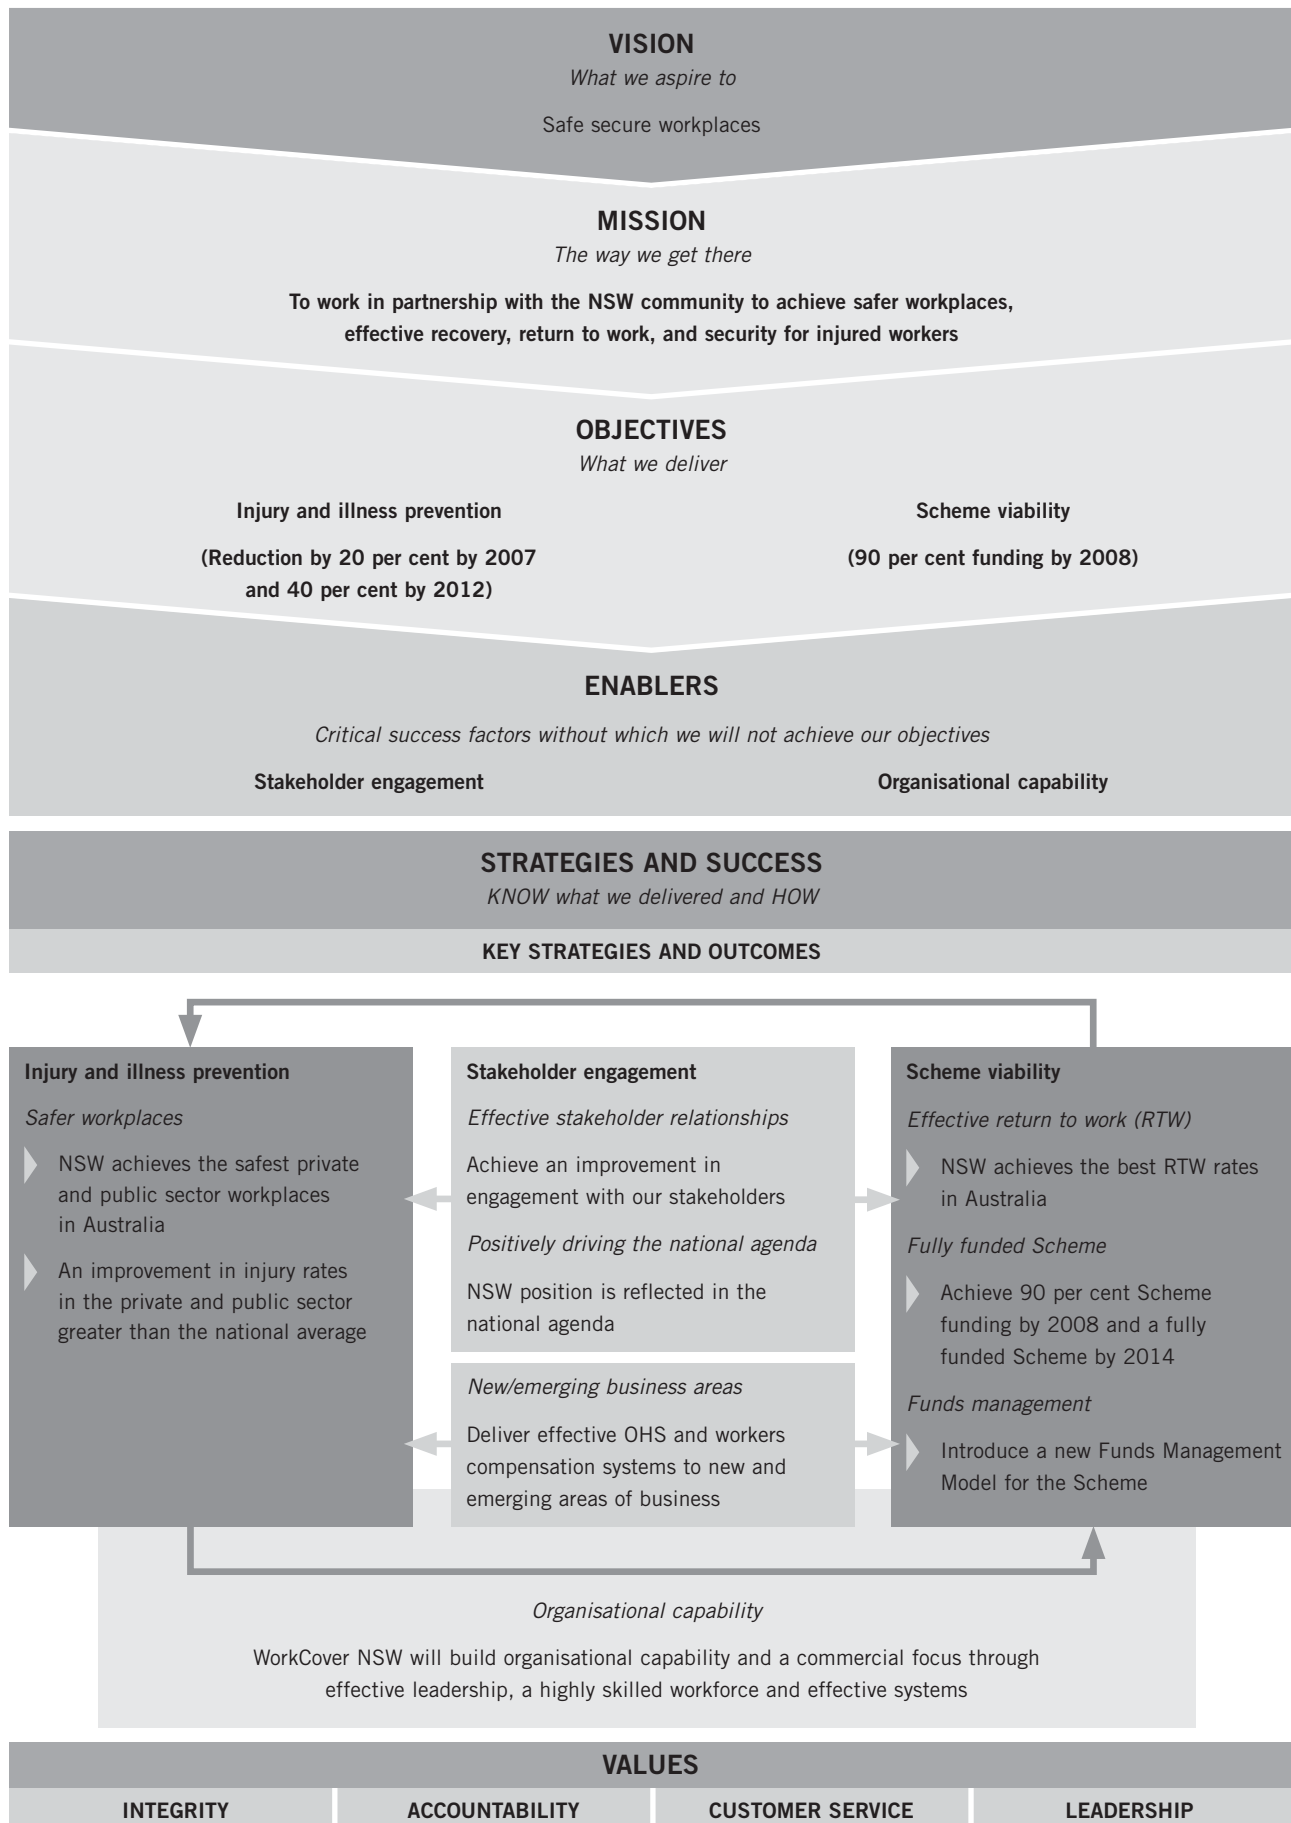 VISION
What we aspire to
Safe secure workplaces
MISSION
The way we get there
To work in partnership with the NSW community to achieve safer workplaces,
effective recovery, return to work, and security for injured workers
OBJECTIVES
What we deliver
Injury and illness prevention
(Reduction by 20 per cent by 2007
and 40 per cent by 2012)
Scheme viability
(90 per cent funding by 2008)
ENABLERS
Critical success factors without which we will not achieve our objectives
Stakeholder engagement
Organisational capability
STRATEGIES AND SUCCESS
KNOW what we delivered and HOW
KEY STRATEGIES AND OUTCOMES
Injury and illness prevention
Safer workplaces
NSW achieves the safest private
and public sector workplaces
in Australia
An improvement in injury rates
in the private and public sector
greater than the national average
Stakeholder engagement
Effective stakeholder relationships
Achieve an improvement in
engagement with our stakeholders
Positively driving the national agenda
NSW position is reflected in the
national agenda
New/emerging business areas
Deliver effective OHS and workers
compensation systems to new and
emerging areas of business
Scheme viability
Effective return to work (RTW)
NSW achieves the best RTW rates
in Australia
Fully funded Scheme
Achieve 90 per cent Scheme
funding by 2008 and a fully
funded Scheme by 2014
Funds management
Introduce a new Funds Management
Model for the Scheme
Organisational capability
WorkCover NSW will build organisational capability and a commercial focus through
effective leadership, a highly skilled workforce and effective systems
VALUES
INTEGRITY
ACCOUNTABILITY
CUSTOMER SERVICE
LEADERSHIP